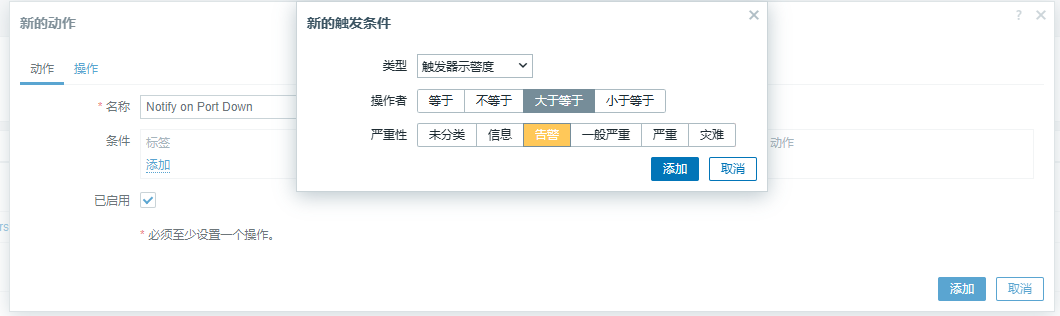 新的动作
?
动作 操作
* 名称 Notify on Port Down
条件 标签 动作
添加
已启用
* 必须至少设置一个操作。
添加 取消
新的触发条件
类型 触发器示警度
操作者 等于 不等于 大于等于 小于等于
严重性 未分类 信息 告警 一般严重 严重 灾难
添加 取消
rs